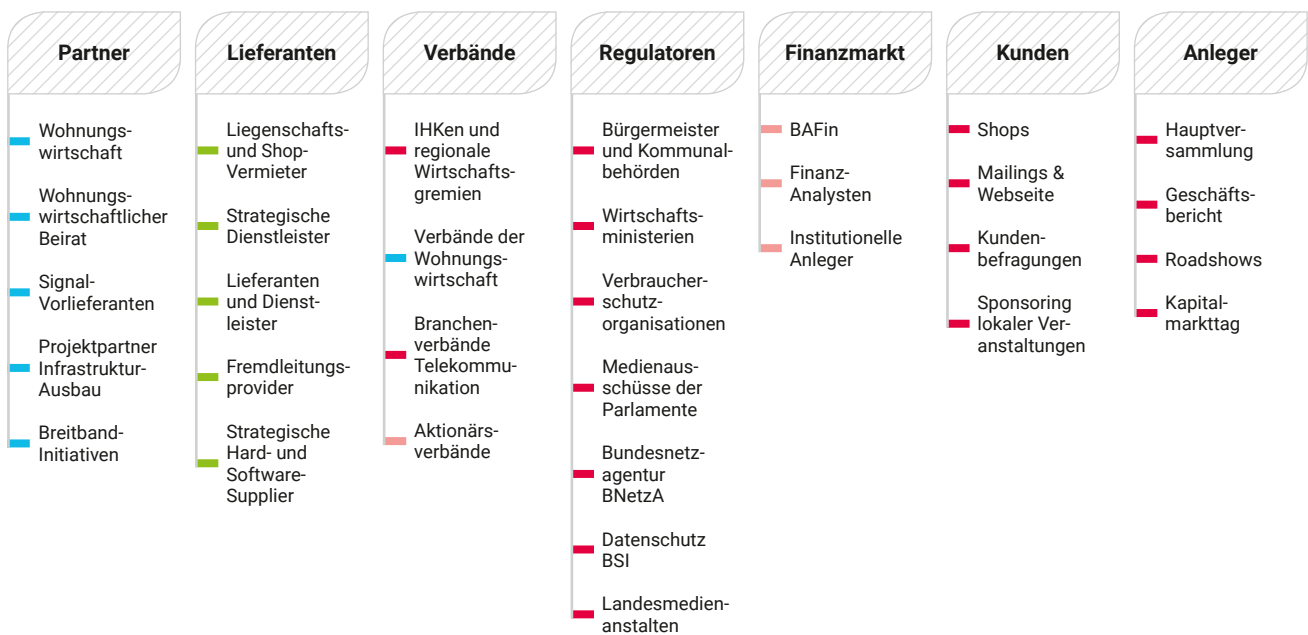 Partner
Wohnungs-
wirtschaft
Wohnungs-
wirtschaftlicher
Beirat
Signal-
Vorlieferanten
Projektpartner
Infrastruktur-
Ausbau
Breitband-
Initiativen
Lieferanten
Liegenschafts-
und Shop-
Vermieter
Strategische
Dienstleister
Lieferanten
und Dienst-
leister
Fremdleitungs-
provider
Strategische
Hard- und
Software-
Supplier
Verbände
IHKen und
regionale
Wirtschafts-
gremien
Verbände der
Wohnungs-
wirtschaft
Branchen-
verbände
Telekommu-
nikation
Aktionärs-
verbände
Regulatoren
Bürgermeister
und Kommunal-
behörden
Wirtschafts-
ministerien
Verbraucher-
schutz-
organisationen
Medienaus-
schüsse der
Parlamente
Bundesnetz-
agentur
BNetzA
Datenschutz
BSI
Landesmedien-
anstalten
Finanzmarkt
BAFin
Finanz-
Analysten
Institutionelle
Anleger
Kunden
Shops
Mailings &
Webseite
Kunden-
befragungen
Sponsoring
lokaler Ver-
anstaltungen
Anleger
Hauptver-
sammlung
Geschäfts-
bericht
Roadshows
Kapital-
markttag